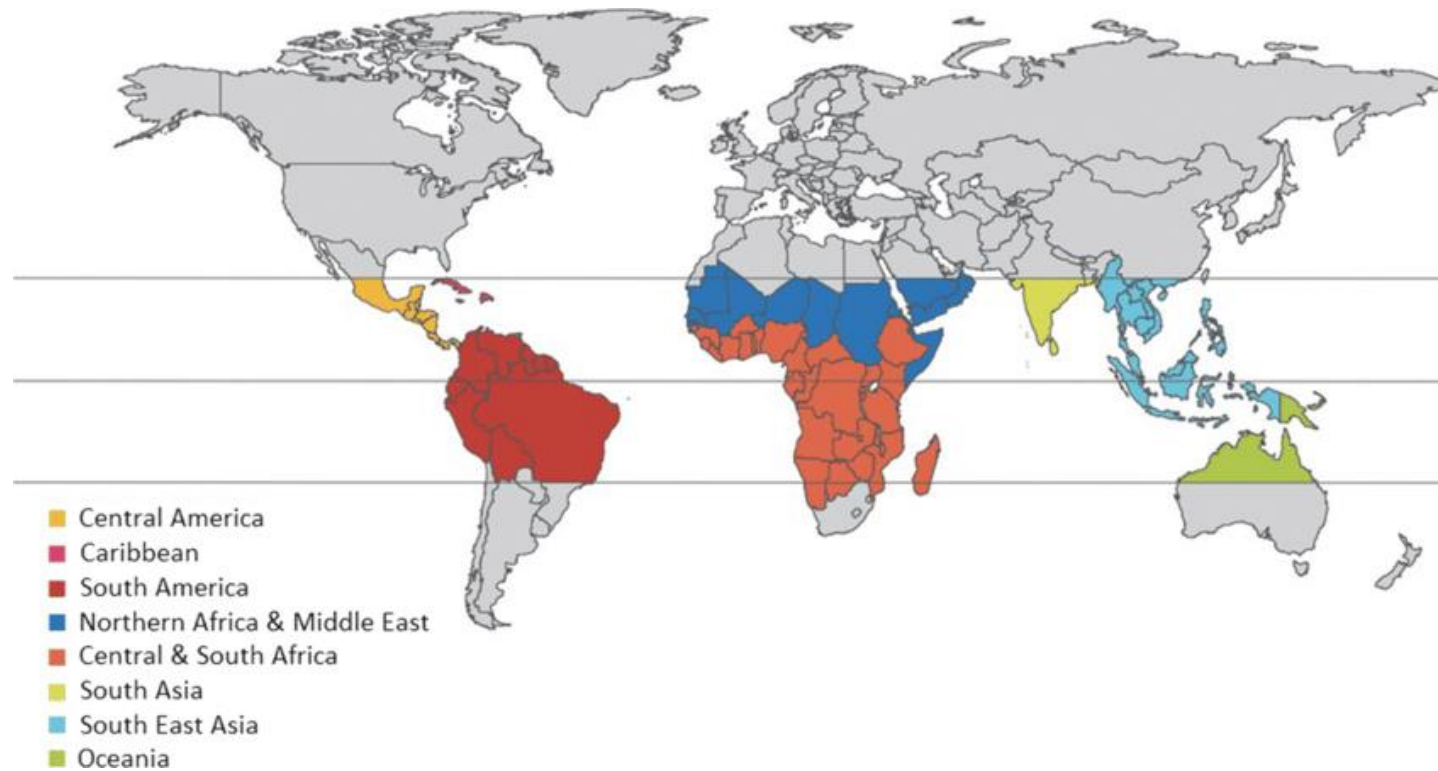 Central America
Caribbean
South America
Northern Africa & Middle East
Central & South Africa
South Asia
South East Asia
Oceania